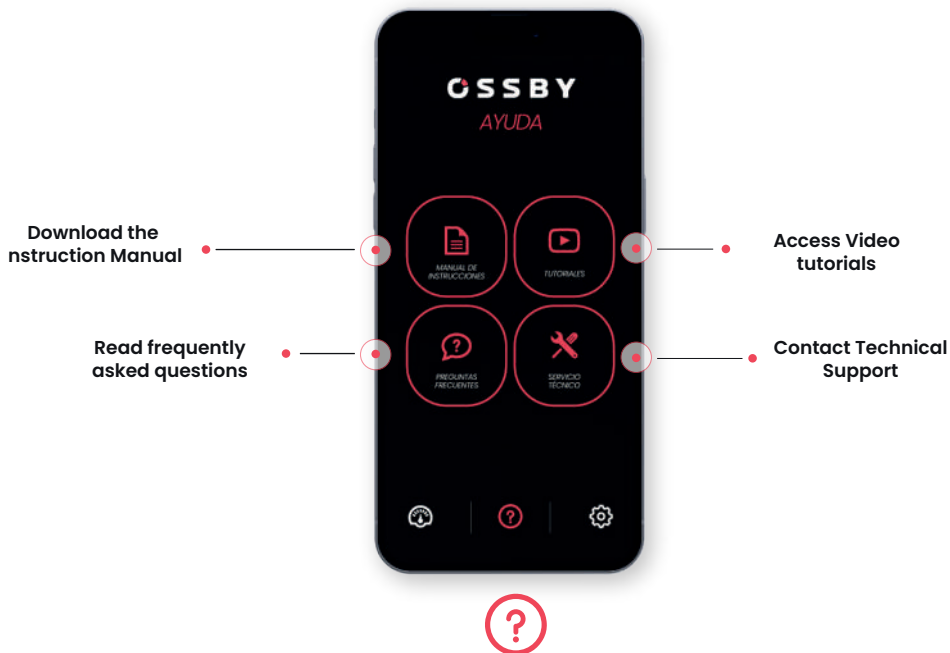 OSSBY
AYUDA
Download the
nstruction Manual
MANUAL DE
INSTRUCCIONES
TUTORIALES
Access Video
tutorials
Read frequently
asked questions
PREGUNTAS
FRECUENTES
SERVICIO
TÉCNICO
Contact Technical
Support